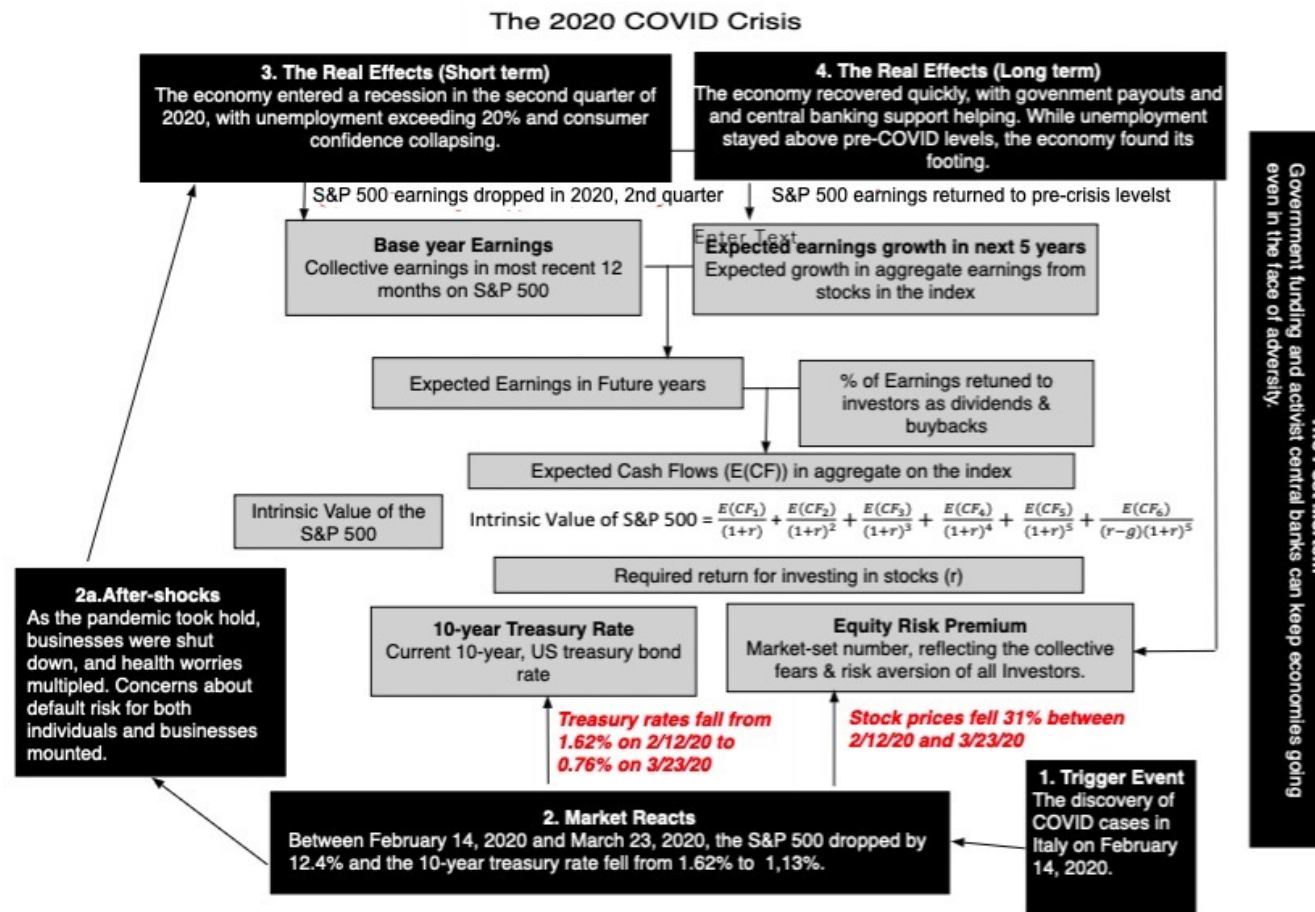 The 2020 COVID Crisis
3. The Real Effects (Short term)
The economy entered a recession in the second quarter of
2020, with unemployment exceeding 20% and consumer
confidence collapsing.
4. The Real Effects (Long term)
The economy recovered quickly, with govenment payouts and
and central banking support helping. While unemployment
stayed above pre-COVID levels, the economy found its
footing.
S&P 500 earnings dropped in 2020, 2nd quarter
S&P 500 earnings returned to pre-crisis levelst
Enter Text
Base year Earnings
Collective earnings in most recent 12
months on S&P 500
Expected earnings growth in next 5 years
Expected growth in aggregate earnings from
stocks in the index
Expected Earnings in Future years
% of Earnings retuned to
investors as dividends &
buybacks
Expected Cash Flows (E(CF)) in aggregate on the index
Intrinsic Value of the
S&P 500
Intrinsic Value of S&P 500 = E(CF₁)/(1+r) + E(CF₂)/(1+r)² + E(CF₃)/(1+r)³ + E(CF₄)/(1+r)⁴ + E(CF₅)/(1+r)⁵ + E(CF₆)/(r−g)(1+r)⁵
Required return for investing in stocks (r)
10-year Treasury Rate
Current 10-year, US treasury bond
rate
Equity Risk Premium
Market-set number, reflecting the collective
fears & risk aversion of all Investors.
2a.After-shocks
As the pandemic took hold,
businesses were shut
down, and health worries
multipled. Concerns about
default risk for both
individuals and businesses
mounted.
Treasury rates fall from
1.62% on 2/12/20 to
0.76% on 3/23/20
Stock prices fell 31% between
2/12/20 and 3/23/20
2. Market Reacts
Between February 14, 2020 and March 23, 2020, the S&P 500 dropped by
12.4% and the 10-year treasury rate fell from 1.62% to 1,13%.
1. Trigger Event
The discovery of
COVID cases in
Italy on February
14, 2020.
Government funding and activist central banks can keep economies going
even in the face of adversity.